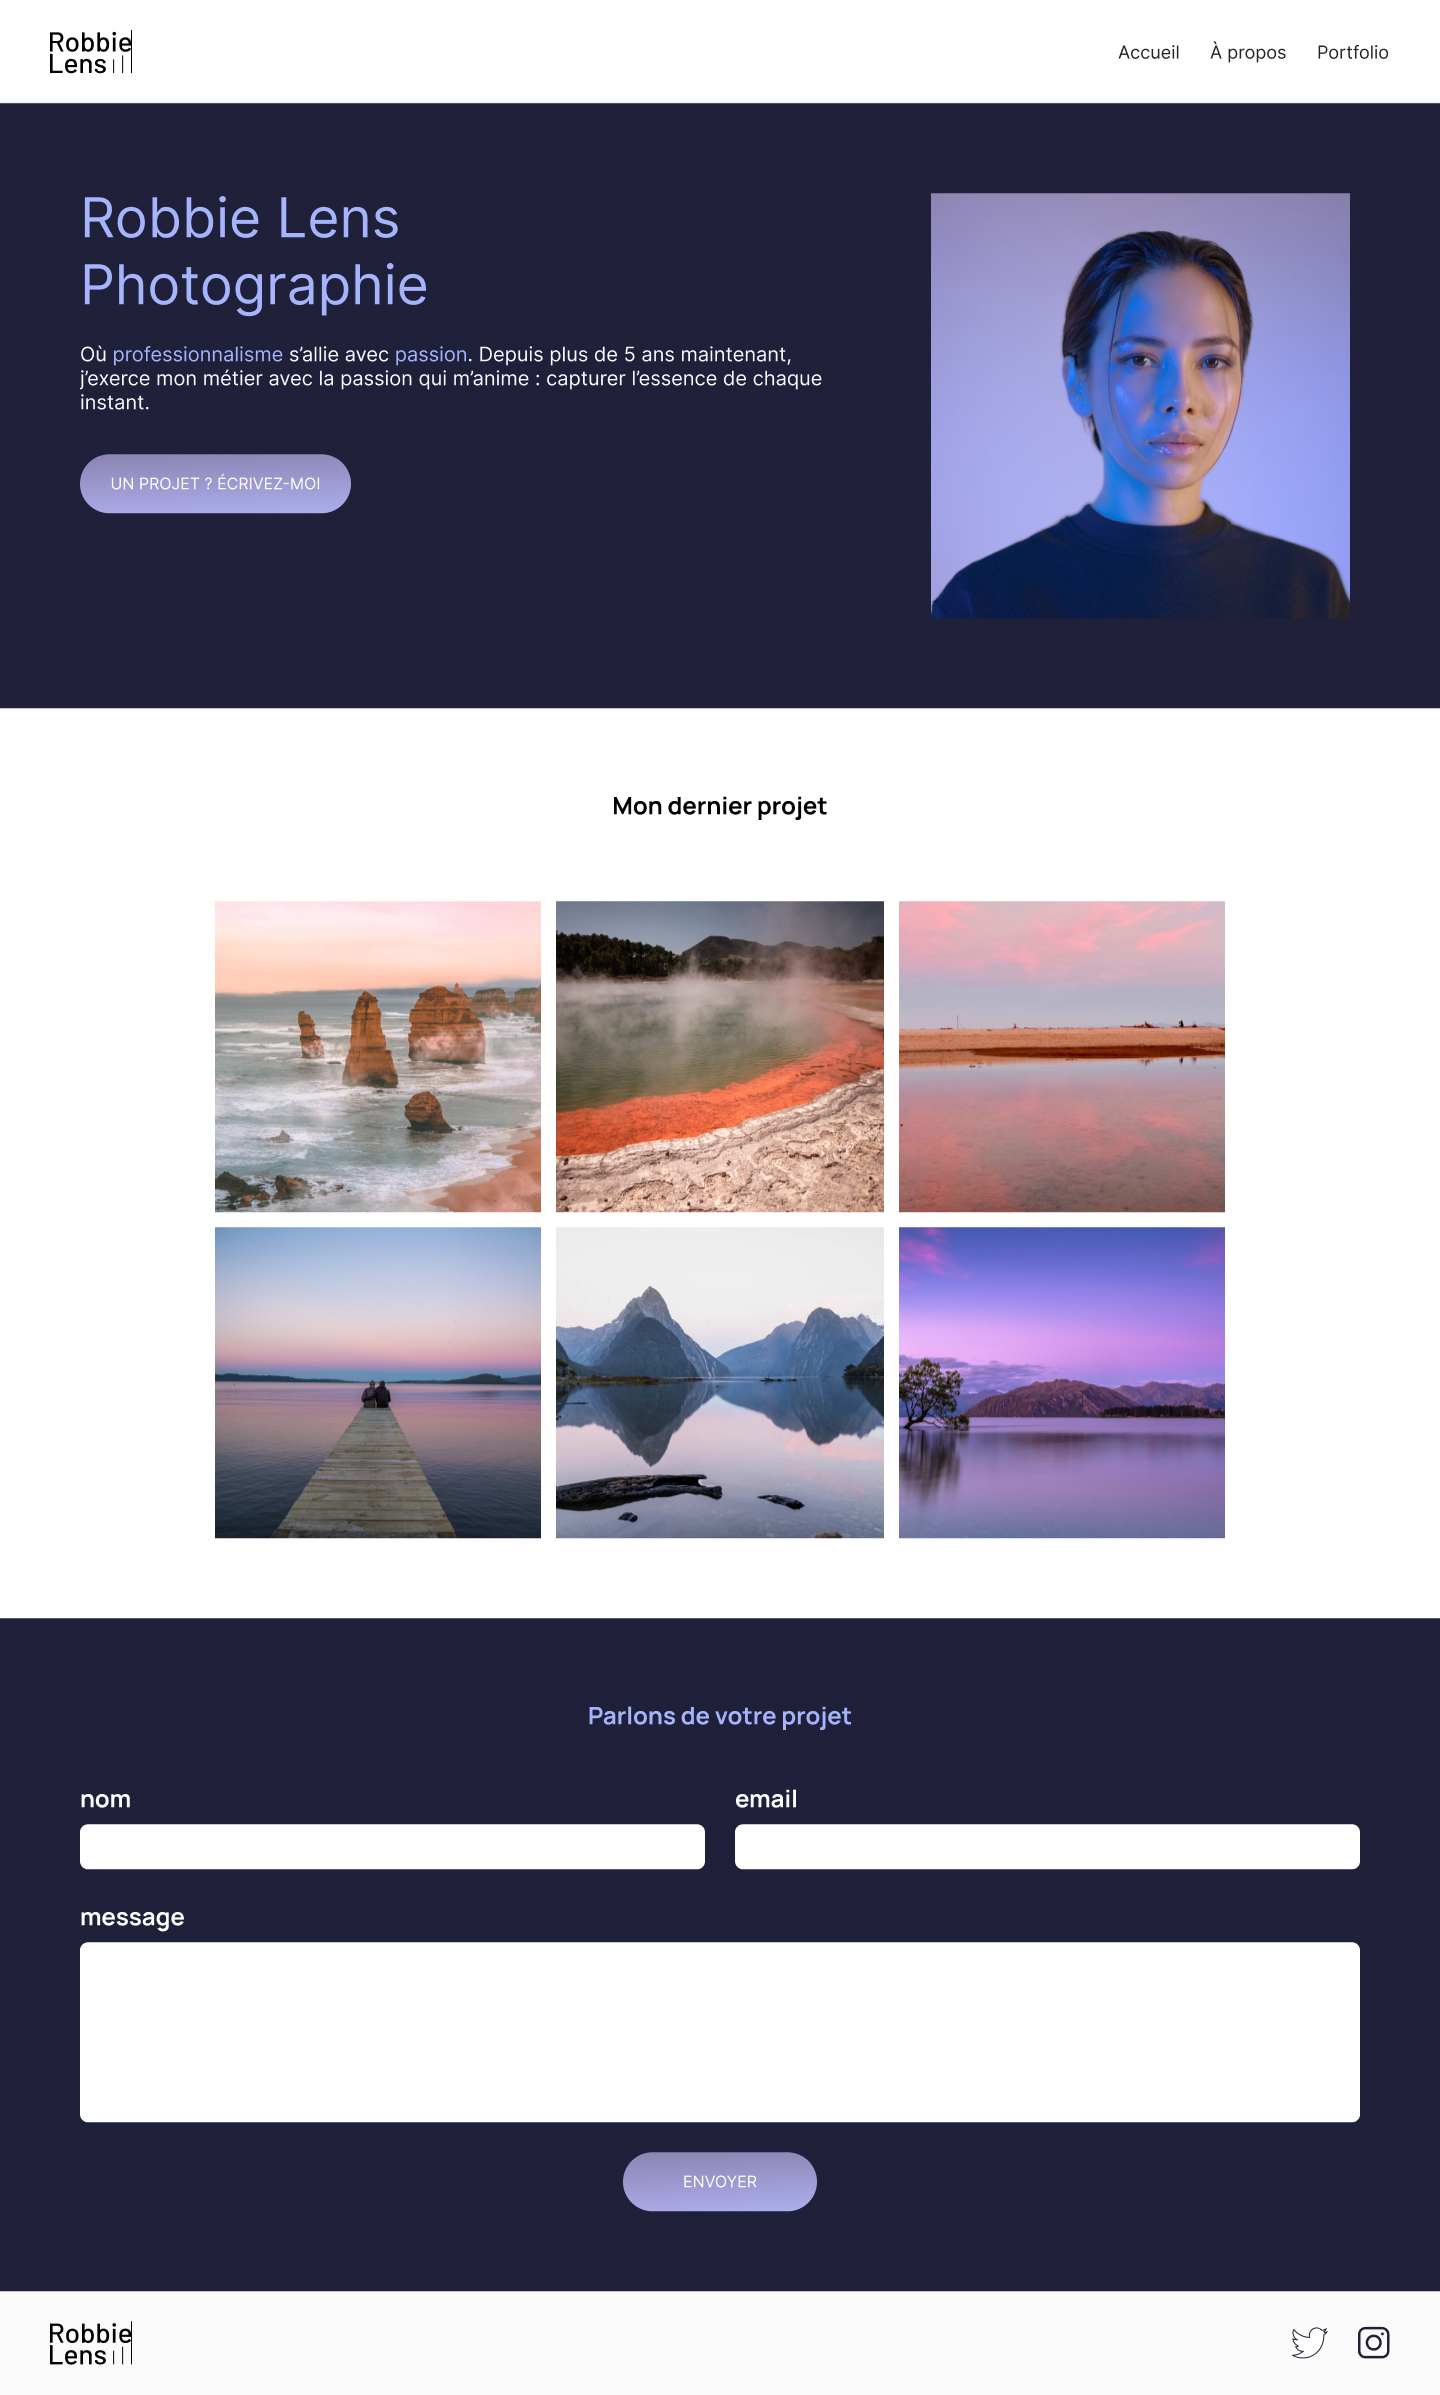 Robbie
Lens
Accueil À propos Portfolio
Robbie Lens
Photographie
Où professionnalisme s’allie avec passion. Depuis plus de 5 ans maintenant,
j’exerce mon métier avec la passion qui m’anime : capturer l’essence de chaque
instant.
UN PROJET ? ÉCRIVEZ-MOI
Mon dernier projet
Parlons de votre projet
nom email
message
ENVOYER
Robbie
Lens